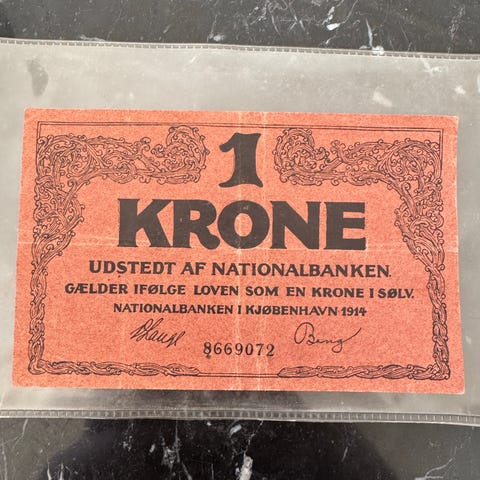 1
KRONE
UDSTEDT AF NATIONALBANKEN.
GÆLDER IFØLGE LOVEN SOM EN KRONE I SØLV.
NATIONALBANKEN I KJØBENHAVN 1914
8669072